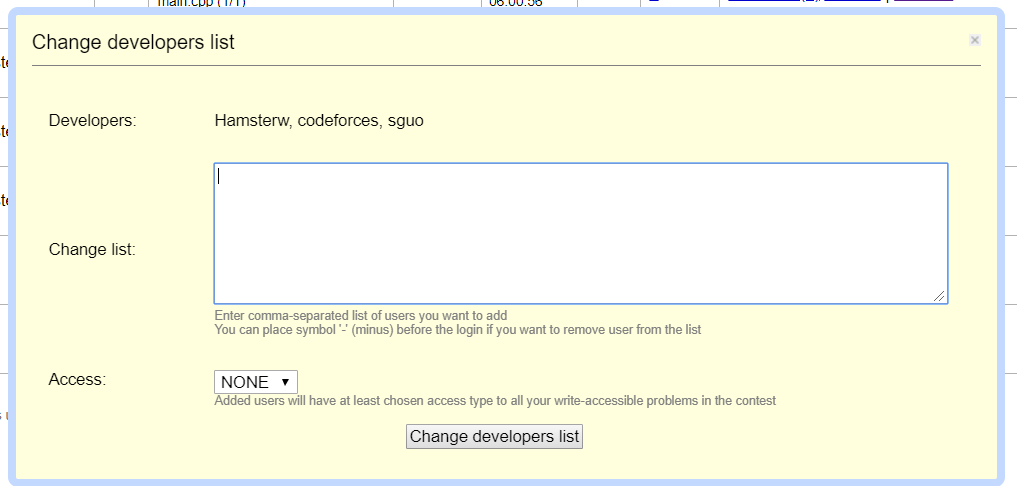 main.cpp (1/1)
06:00:56
Change developers list
×
Developers:
Hamsterw, codeforces, sguo
Change list:
Enter comma-separated list of users you want to add
You can place symbol '-' (minus) before the login if you want to remove user from the list
Access:
NONE
Added users will have at least chosen access type to all your write-accessible problems in the contest
Change developers list